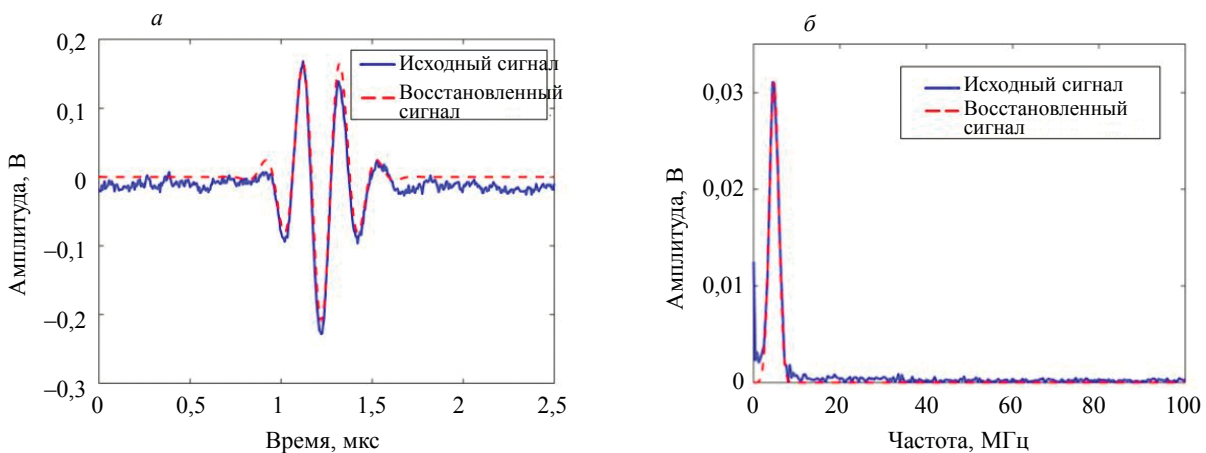 а
0,2
0,1
0
–0,1
–0,2
–0,3
0
0,5
1
1,5
2
2,5
Амплитуда, В
Время, мкс
Исходный сигнал
Восстановленный
сигнал
б
0,03
0,02
0,01
0
0
20
40
60
80
100
Амплитуда, В
Частота, МГц
Исходный сигнал
Восстановленный
сигнал